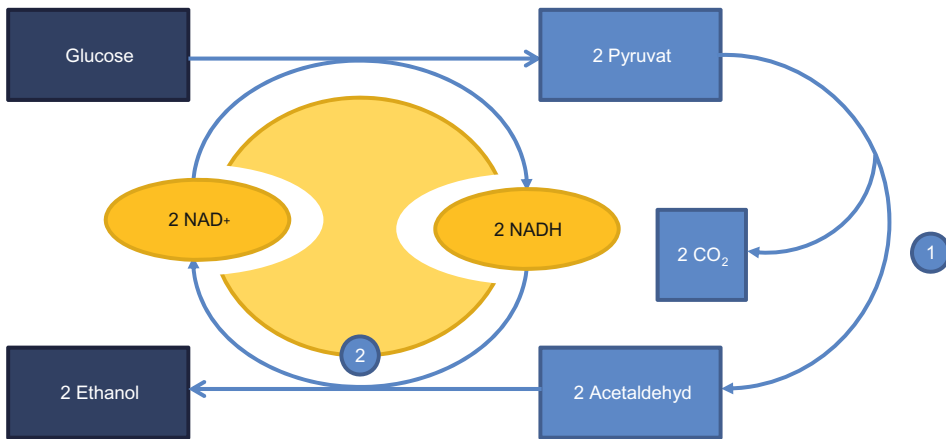 Glucose
2 Pyruvat
2 NAD+
2 NADH
2 CO₂
1
2
2 Ethanol
2 Acetaldehyd